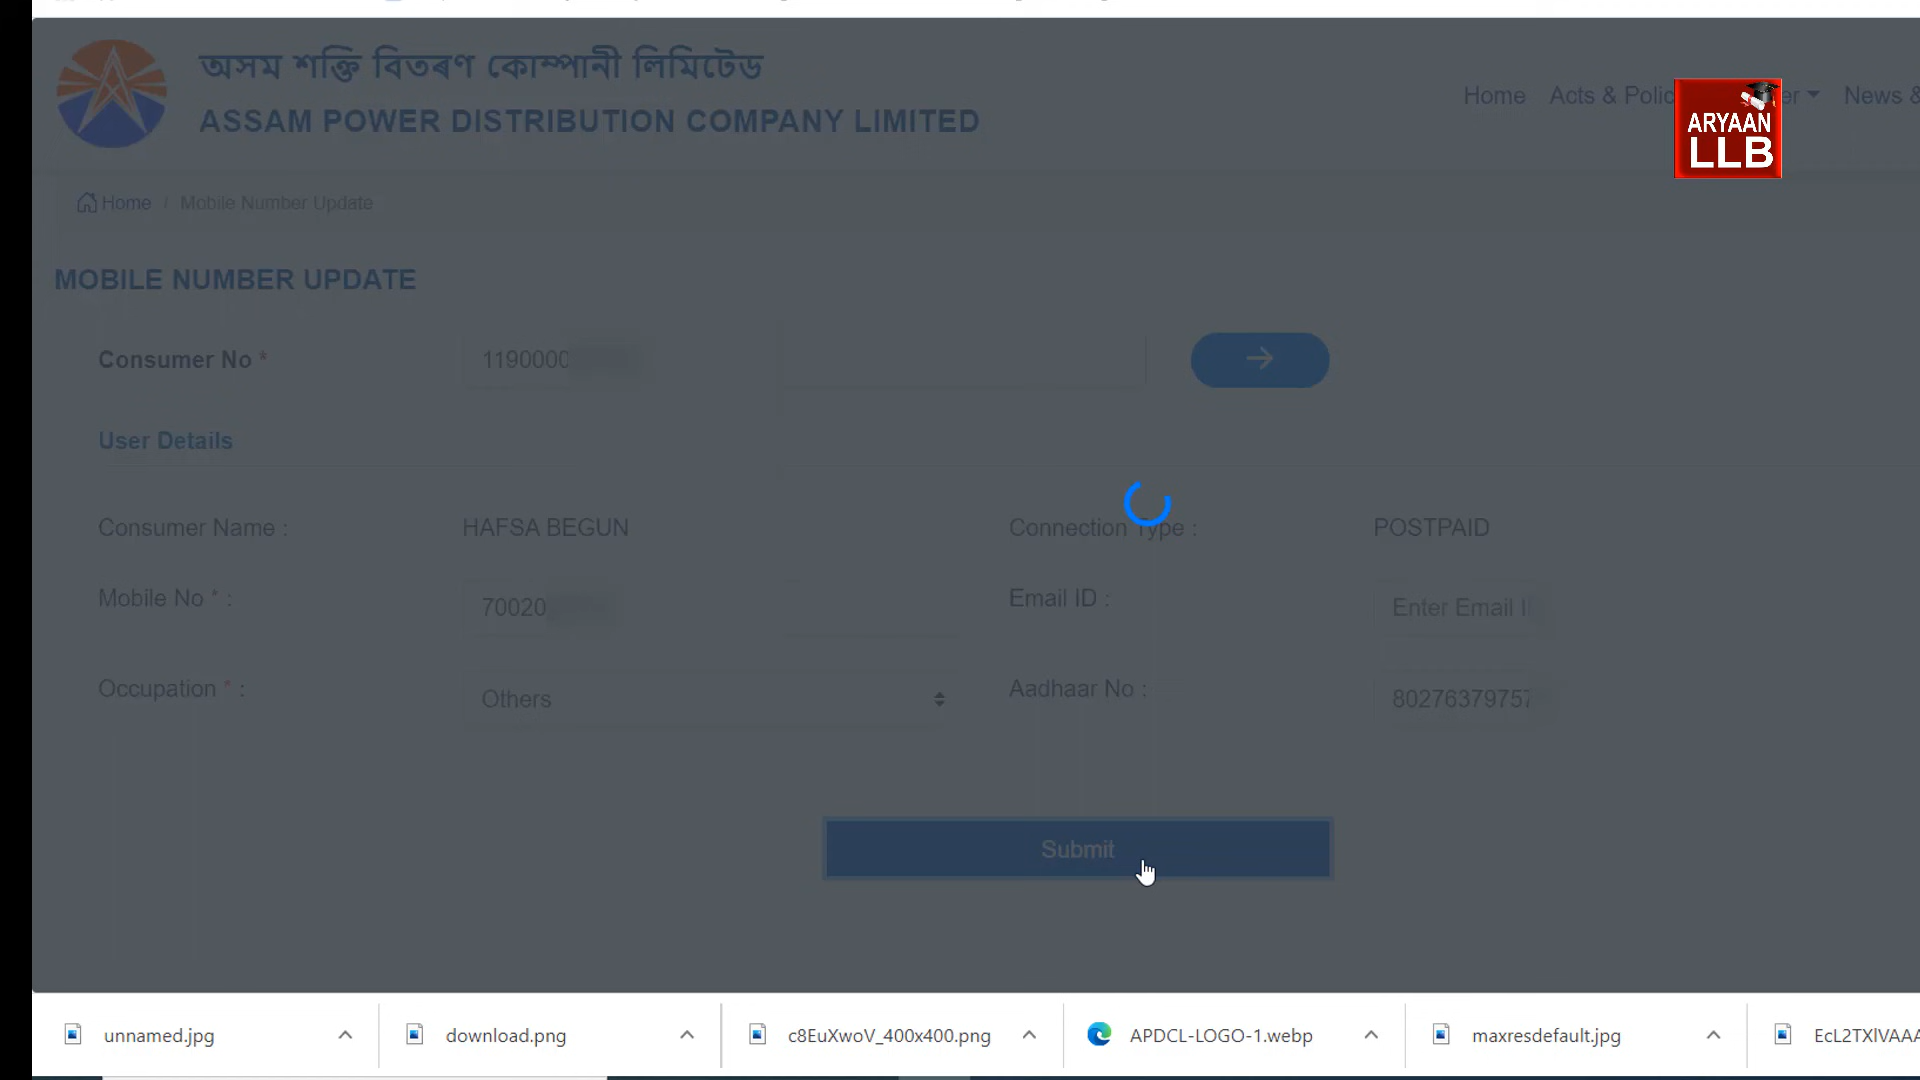 অসম শক্তি বিতৰণ কোম্পানী লিমিটেড
ASSAM POWER DISTRIBUTION COMPANY LIMITED
Home Acts & Polic er News &
ARYAAN
LLB
Home / Mobile Number Update
MOBILE NUMBER UPDATE
Consumer No * 1190000
User Details
Consumer Name : HAFSA BEGUN Connection Type : POSTPAID
Mobile No * : 70020 Email ID : Enter Email I
Occupation * : Others Aadhaar No : 80276379757
Submit
unnamed.jpg download.png c8EuXwoV_400x400.png APDCL-LOGO-1.webp maxresdefault.jpg EcL2TXlVAAA